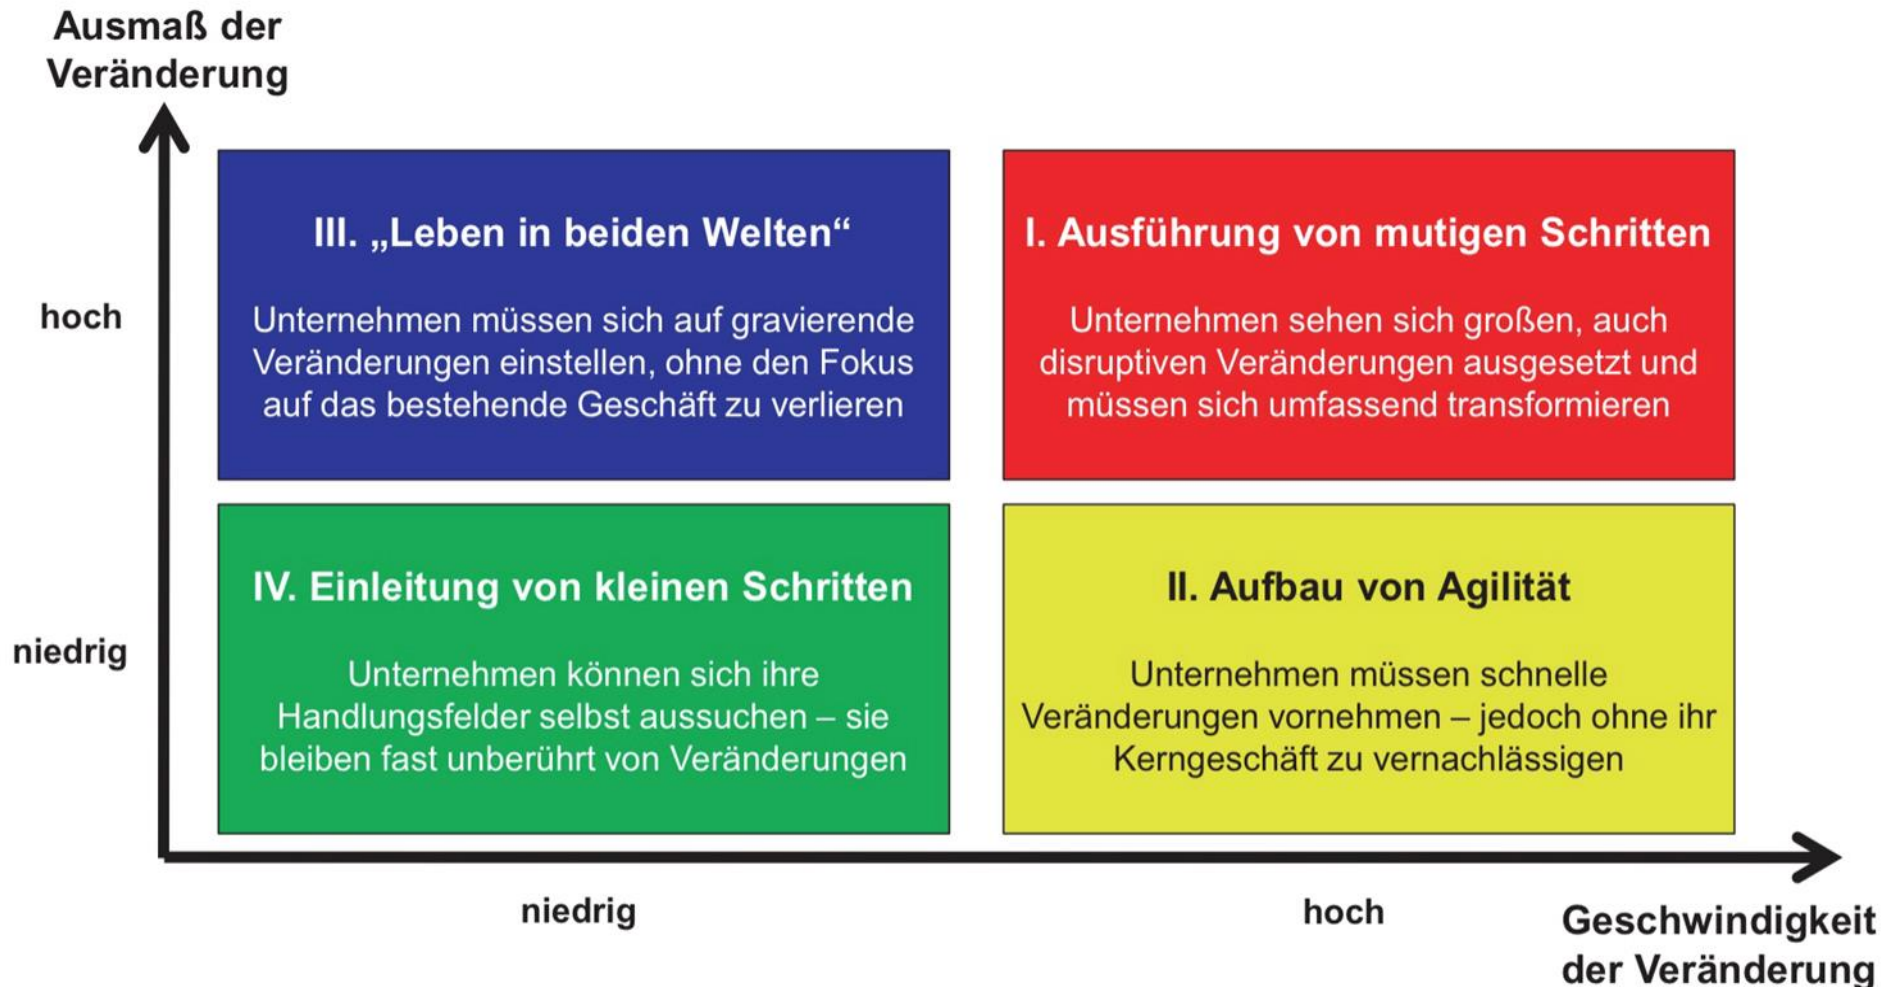 Ausmaß der
Veränderung
hoch
III. „Leben in beiden Welten“
Unternehmen müssen sich auf gravierende
Veränderungen einstellen, ohne den Fokus
auf das bestehende Geschäft zu verlieren
I. Ausführung von mutigen Schritten
Unternehmen sehen sich großen, auch
disruptiven Veränderungen ausgesetzt und
müssen sich umfassend transformieren
niedrig
IV. Einleitung von kleinen Schritten
Unternehmen können sich ihre
Handlungsfelder selbst aussuchen – sie
bleiben fast unberührt von Veränderungen
II. Aufbau von Agilität
Unternehmen müssen schnelle
Veränderungen vornehmen – jedoch ohne ihr
Kerngeschäft zu vernachlässigen
niedrig
hoch
Geschwindigkeit
der Veränderung